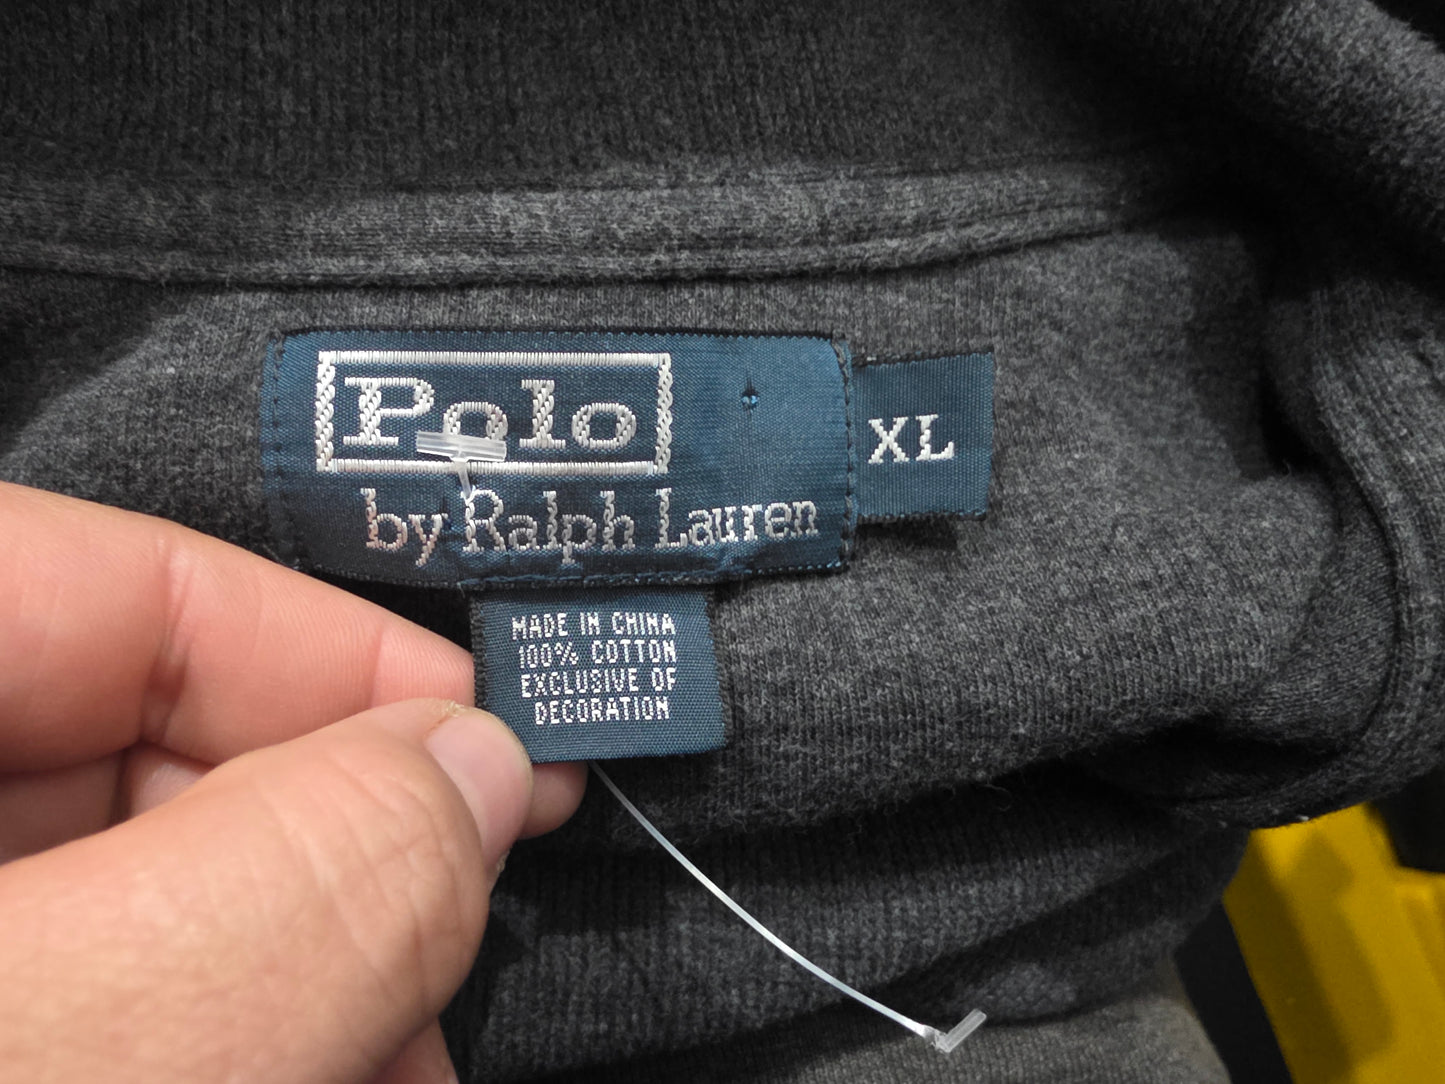 Polo
by Ralph Lauren
XL
MADE IN CHINA
100% COTTON
EXCLUSIVE OF
DECORATION